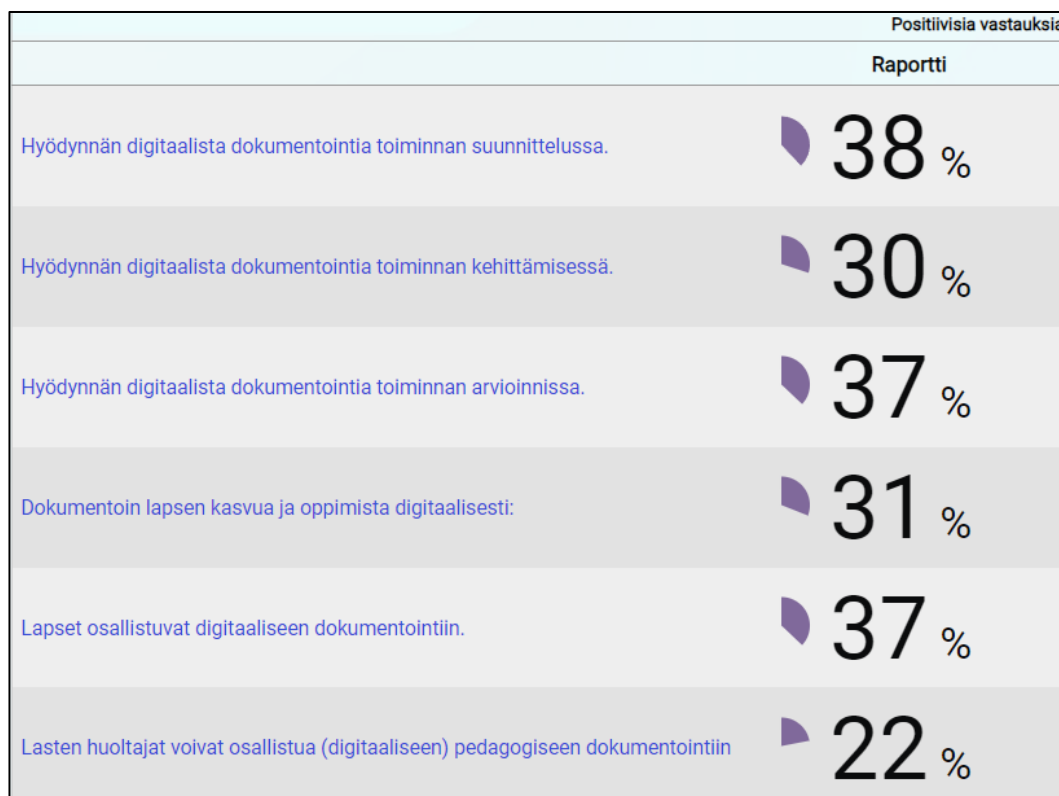 Positiivisia vastauksia
Raportti
Hyödynnän digitaalista dokumentointia toiminnan suunnittelussa. 38 %
Hyödynnän digitaalista dokumentointia toiminnan kehittämisessä. 30 %
Hyödynnän digitaalista dokumentointia toiminnan arvioinnissa. 37 %
Dokumentoin lapsen kasvua ja oppimista digitaalisesti: 31 %
Lapset osallistuvat digitaaliseen dokumentointiin. 37 %
Lasten huoltajat voivat osallistua (digitaaliseen) pedagogiseen dokumentointiin 22 %